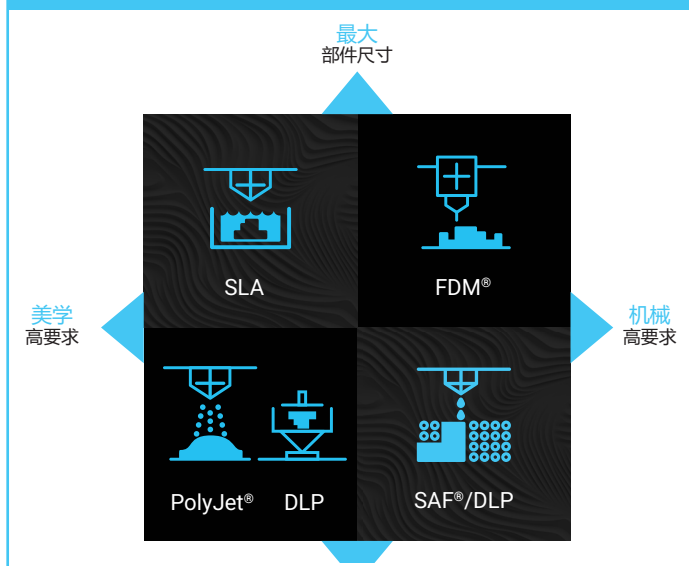 最大
部件尺寸
SLA
FDM®
美学
高要求
机械
高要求
PolyJet®
DLP
SAF®/DLP